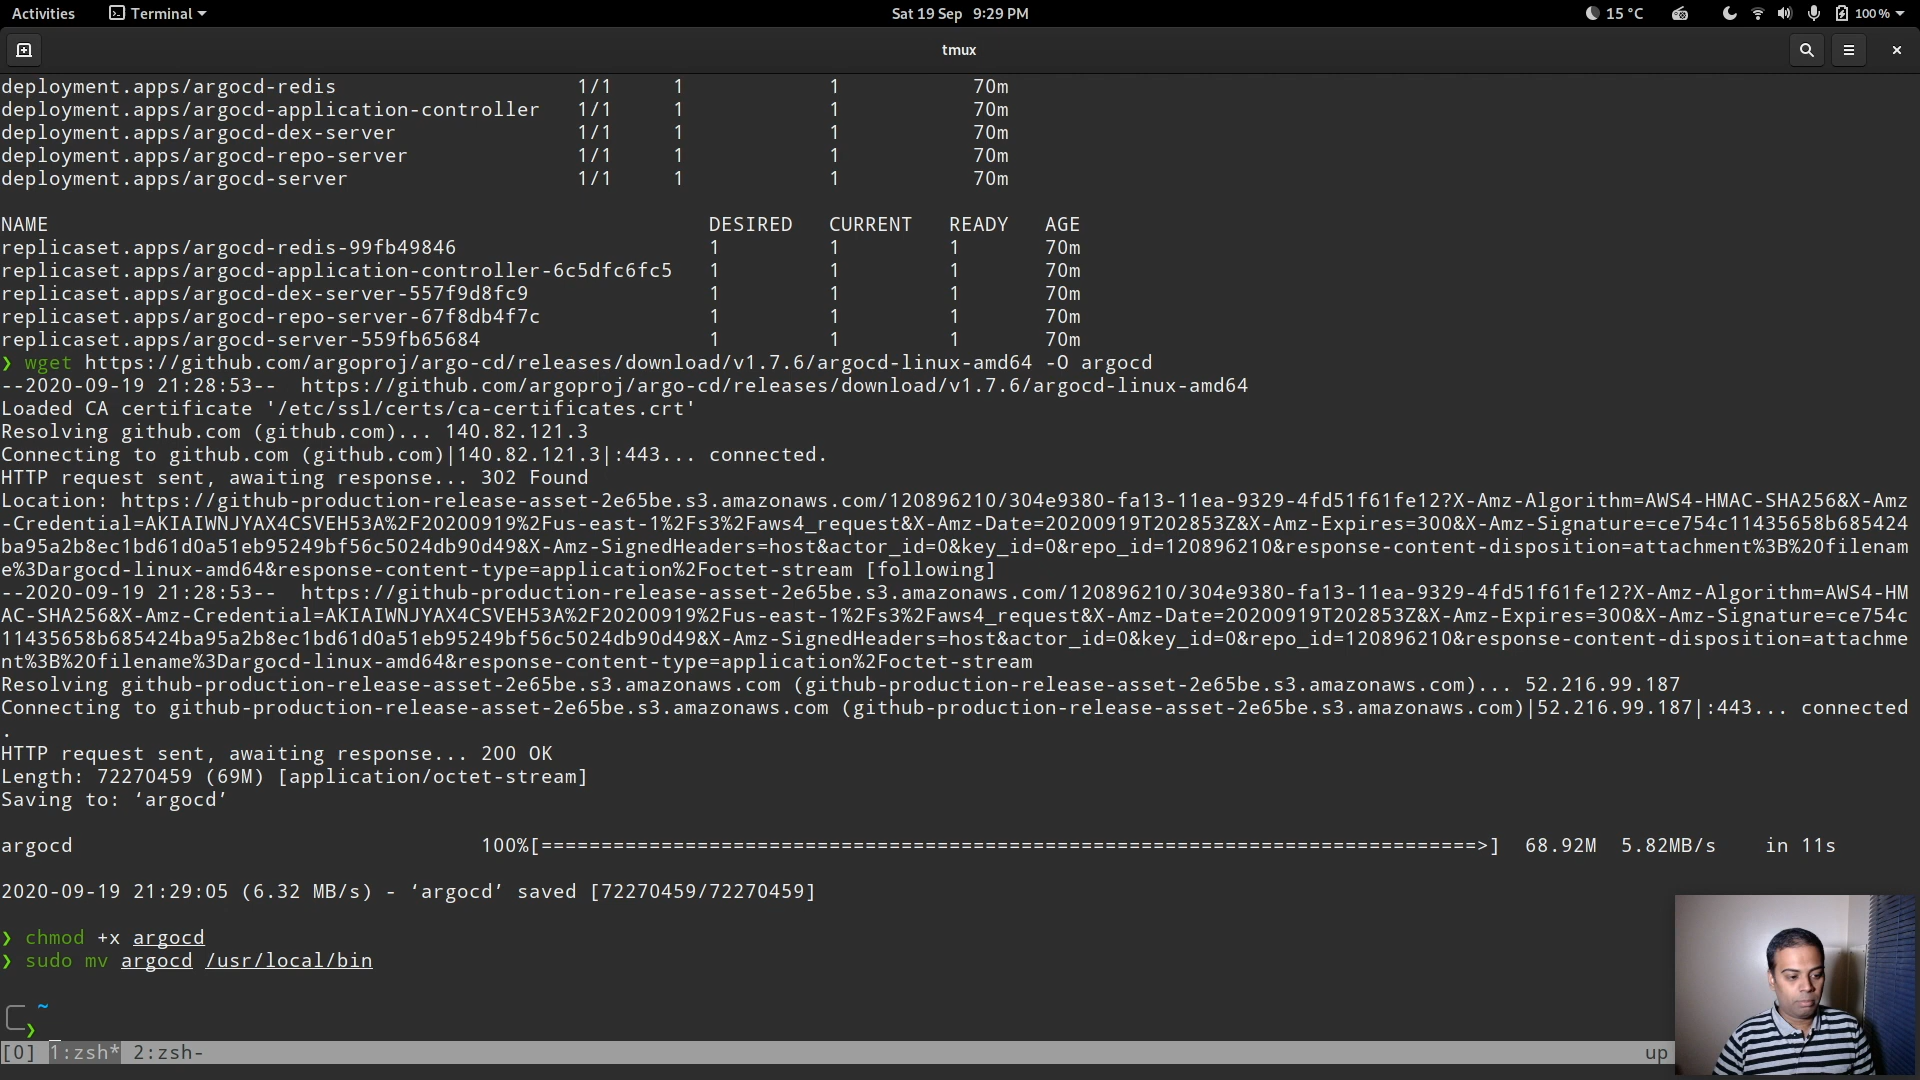 Activities Terminal Sat 19 Sep 9:29 PM 15 °C 100 %
tmux
deployment.apps/argocd-redis 1/1 1 1 70m
deployment.apps/argocd-application-controller 1/1 1 1 70m
deployment.apps/argocd-dex-server 1/1 1 1 70m
deployment.apps/argocd-repo-server 1/1 1 1 70m
deployment.apps/argocd-server 1/1 1 1 70m
NAME DESIRED CURRENT READY AGE
replicaset.apps/argocd-redis-99fb49846 1 1 1 70m
replicaset.apps/argocd-application-controller-6c5dfc6fc5 1 1 1 70m
replicaset.apps/argocd-dex-server-557f9d8fc9 1 1 1 70m
replicaset.apps/argocd-repo-server-67f8db4f7c 1 1 1 70m
replicaset.apps/argocd-server-559fb65684 1 1 1 70m
❯ wget https://github.com/argoproj/argo-cd/releases/download/v1.7.6/argocd-linux-amd64 -O argocd
--2020-09-19 21:28:53-- https://github.com/argoproj/argo-cd/releases/download/v1.7.6/argocd-linux-amd64
Loaded CA certificate '/etc/ssl/certs/ca-certificates.crt'
Resolving github.com (github.com)... 140.82.121.3
Connecting to github.com (github.com)|140.82.121.3|:443... connected.
HTTP request sent, awaiting response... 302 Found
Location: https://github-production-release-asset-2e65be.s3.amazonaws.com/120896210/304e9380-fa13-11ea-9329-4fd51f61fe12?X-Amz-Algorithm=AWS4-HMAC-SHA256&X-Amz
-Credential=AKIAIWNJYAX4CSVEH53A%2F20200919%2Fus-east-1%2Fs3%2Faws4_request&X-Amz-Date=20200919T202853Z&X-Amz-Expires=300&X-Amz-Signature=ce754c11435658b685424
ba95a2b8ec1bd61d0a51eb95249bf56c5024db90d49&X-Amz-SignedHeaders=host&actor_id=0&key_id=0&repo_id=120896210&response-content-disposition=attachment%3B%20filenam
e%3Dargocd-linux-amd64&response-content-type=application%2Foctet-stream [following]
--2020-09-19 21:28:53-- https://github-production-release-asset-2e65be.s3.amazonaws.com/120896210/304e9380-fa13-11ea-9329-4fd51f61fe12?X-Amz-Algorithm=AWS4-HM
AC-SHA256&X-Amz-Credential=AKIAIWNJYAX4CSVEH53A%2F20200919%2Fus-east-1%2Fs3%2Faws4_request&X-Amz-Date=20200919T202853Z&X-Amz-Expires=300&X-Amz-Signature=ce754c
11435658b685424ba95a2b8ec1bd61d0a51eb95249bf56c5024db90d49&X-Amz-SignedHeaders=host&actor_id=0&key_id=0&repo_id=120896210&response-content-disposition=attachme
nt%3B%20filename%3Dargocd-linux-amd64&response-content-type=application%2Foctet-stream
Resolving github-production-release-asset-2e65be.s3.amazonaws.com (github-production-release-asset-2e65be.s3.amazonaws.com)... 52.216.99.187
Connecting to github-production-release-asset-2e65be.s3.amazonaws.com (github-production-release-asset-2e65be.s3.amazonaws.com)|52.216.99.187|:443... connected
.
HTTP request sent, awaiting response... 200 OK
Length: 72270459 (69M) [application/octet-stream]
Saving to: ‘argocd’
argocd 100%[==============================================================================>] 68.92M 5.82MB/s in 11s
2020-09-19 21:29:05 (6.32 MB/s) - ‘argocd’ saved [72270459/72270459]
❯ chmod +x argocd
❯ sudo mv argocd /usr/local/bin
~
❯
[0] 1:zsh* 2:zsh- up